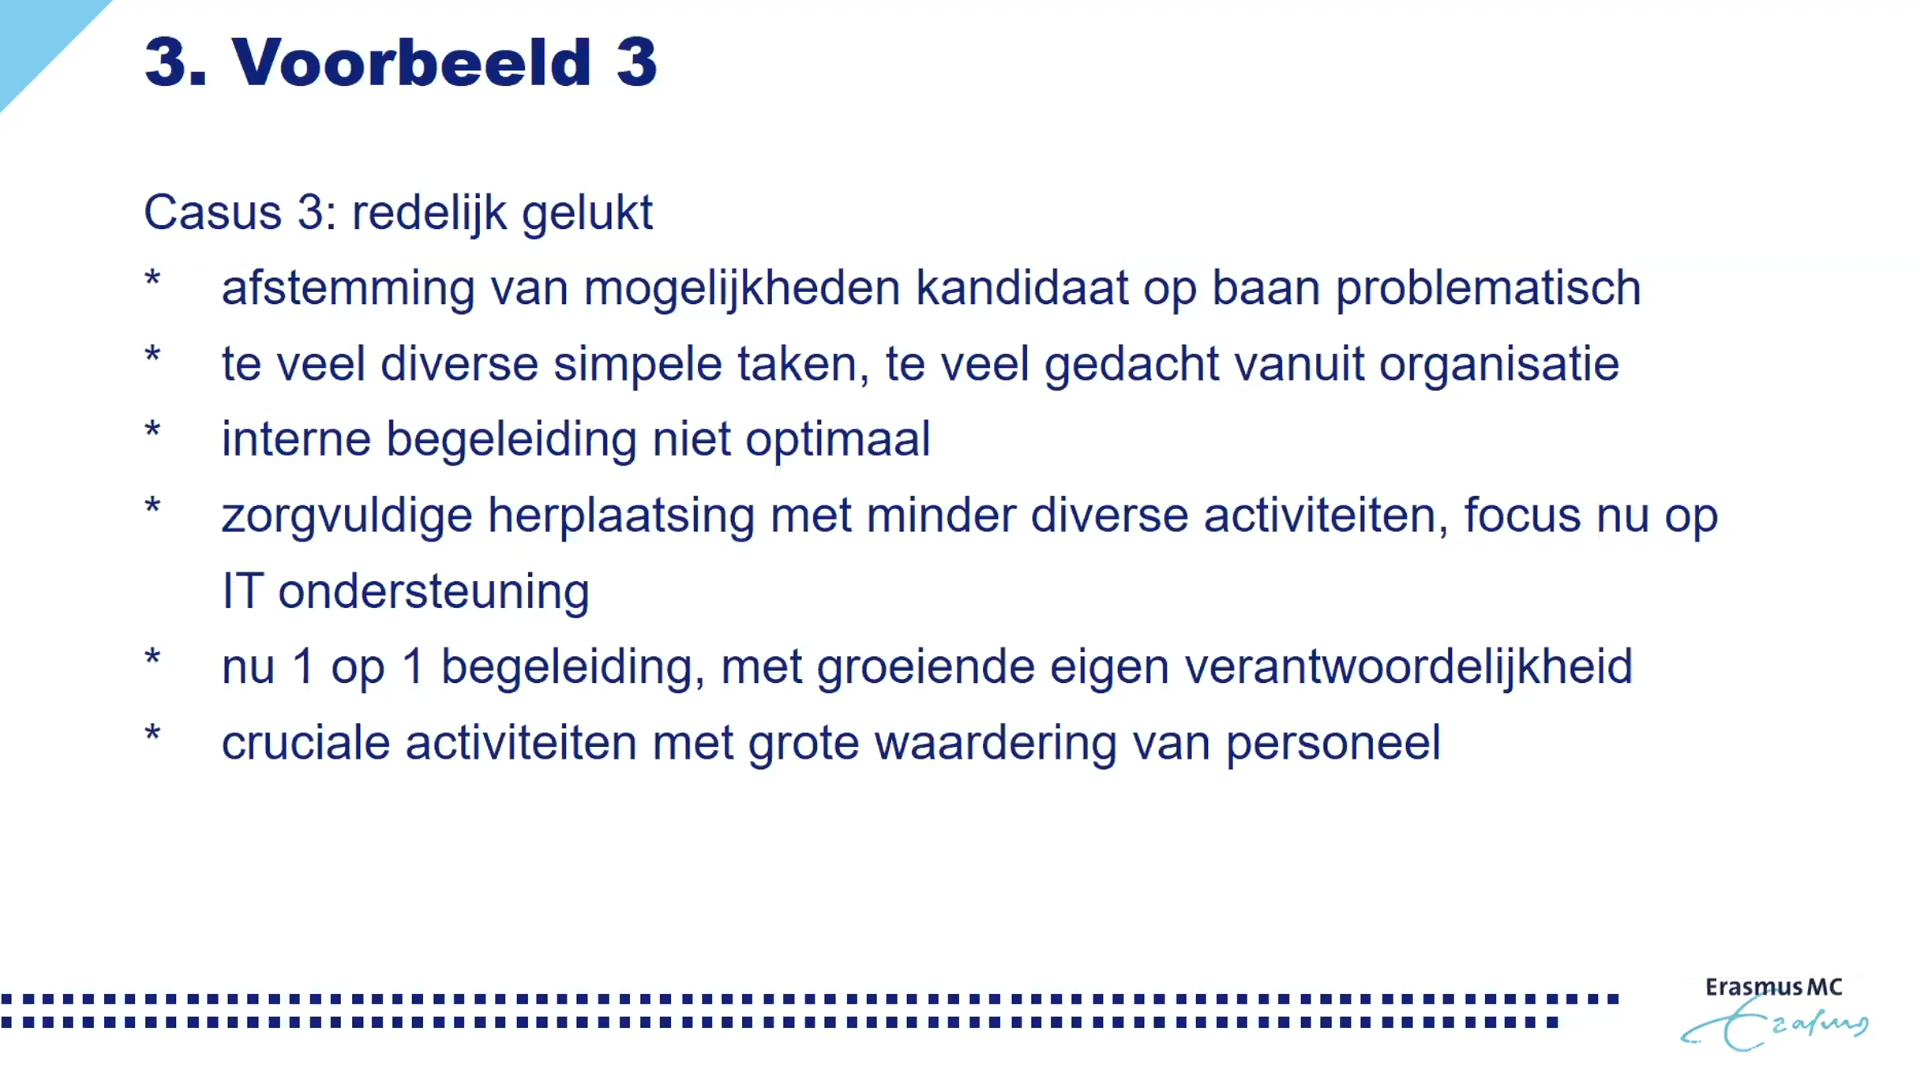 3. Voorbeeld 3
Casus 3: redelijk gelukt
* afstemming van mogelijkheden kandidaat op baan problematisch
* te veel diverse simpele taken, te veel gedacht vanuit organisatie
* interne begeleiding niet optimaal
* zorgvuldige herplaatsing met minder diverse activiteiten, focus nu op
IT ondersteuning
* nu 1 op 1 begeleiding, met groeiende eigen verantwoordelijkheid
* cruciale activiteiten met grote waardering van personeel
Erasmus MC